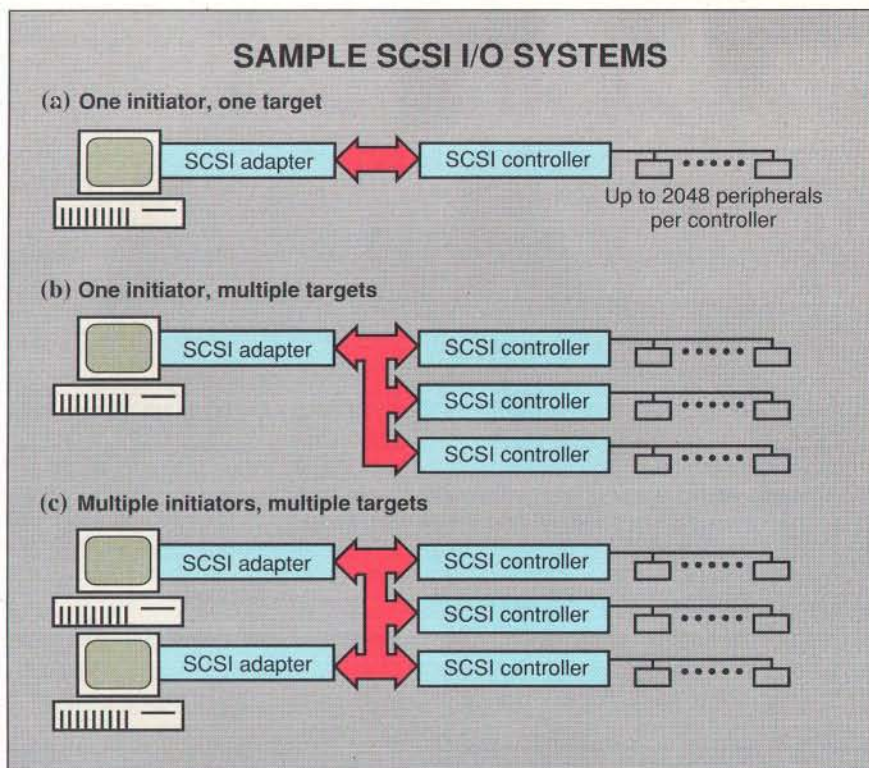 SAMPLE SCSI I/O SYSTEMS
(a) One initiator, one target
SCSI adapter
SCSI controller
Up to 2048 peripherals
per controller
(b) One initiator, multiple targets
SCSI adapter
SCSI controller
SCSI controller
SCSI controller
(c) Multiple initiators, multiple targets
SCSI adapter
SCSI controller
SCSI controller
SCSI adapter
SCSI controller